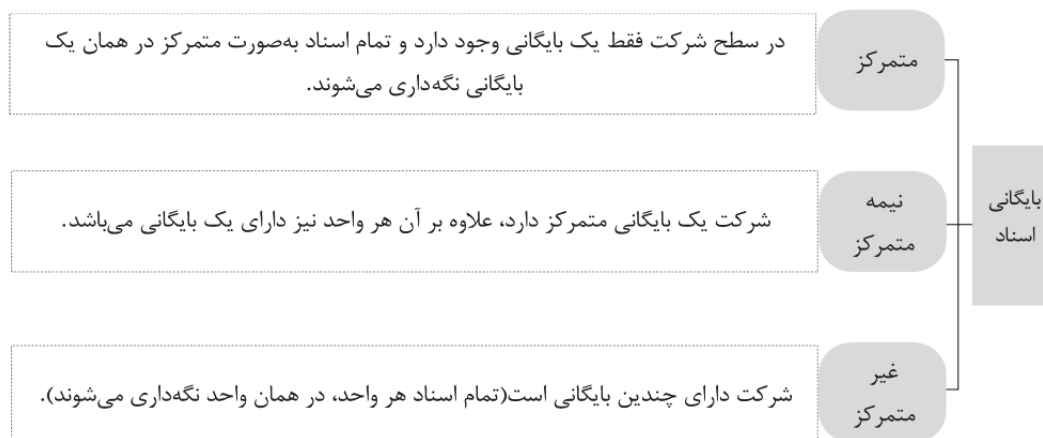 بایگانی
اسناد
متمرکز
در سطح شرکت فقط یک بایگانی وجود دارد و تمام اسناد به‌صورت متمرکز در همان یک
بایگانی نگه‌داری می‌شوند.
نیمه
متمرکز
شرکت یک بایگانی متمرکز دارد، علاوه بر آن هر واحد نیز دارای یک بایگانی می‌باشد.
غیر
متمرکز
شرکت دارای چندین بایگانی است(تمام اسناد هر واحد، در همان واحد نگه‌داری می‌شوند).